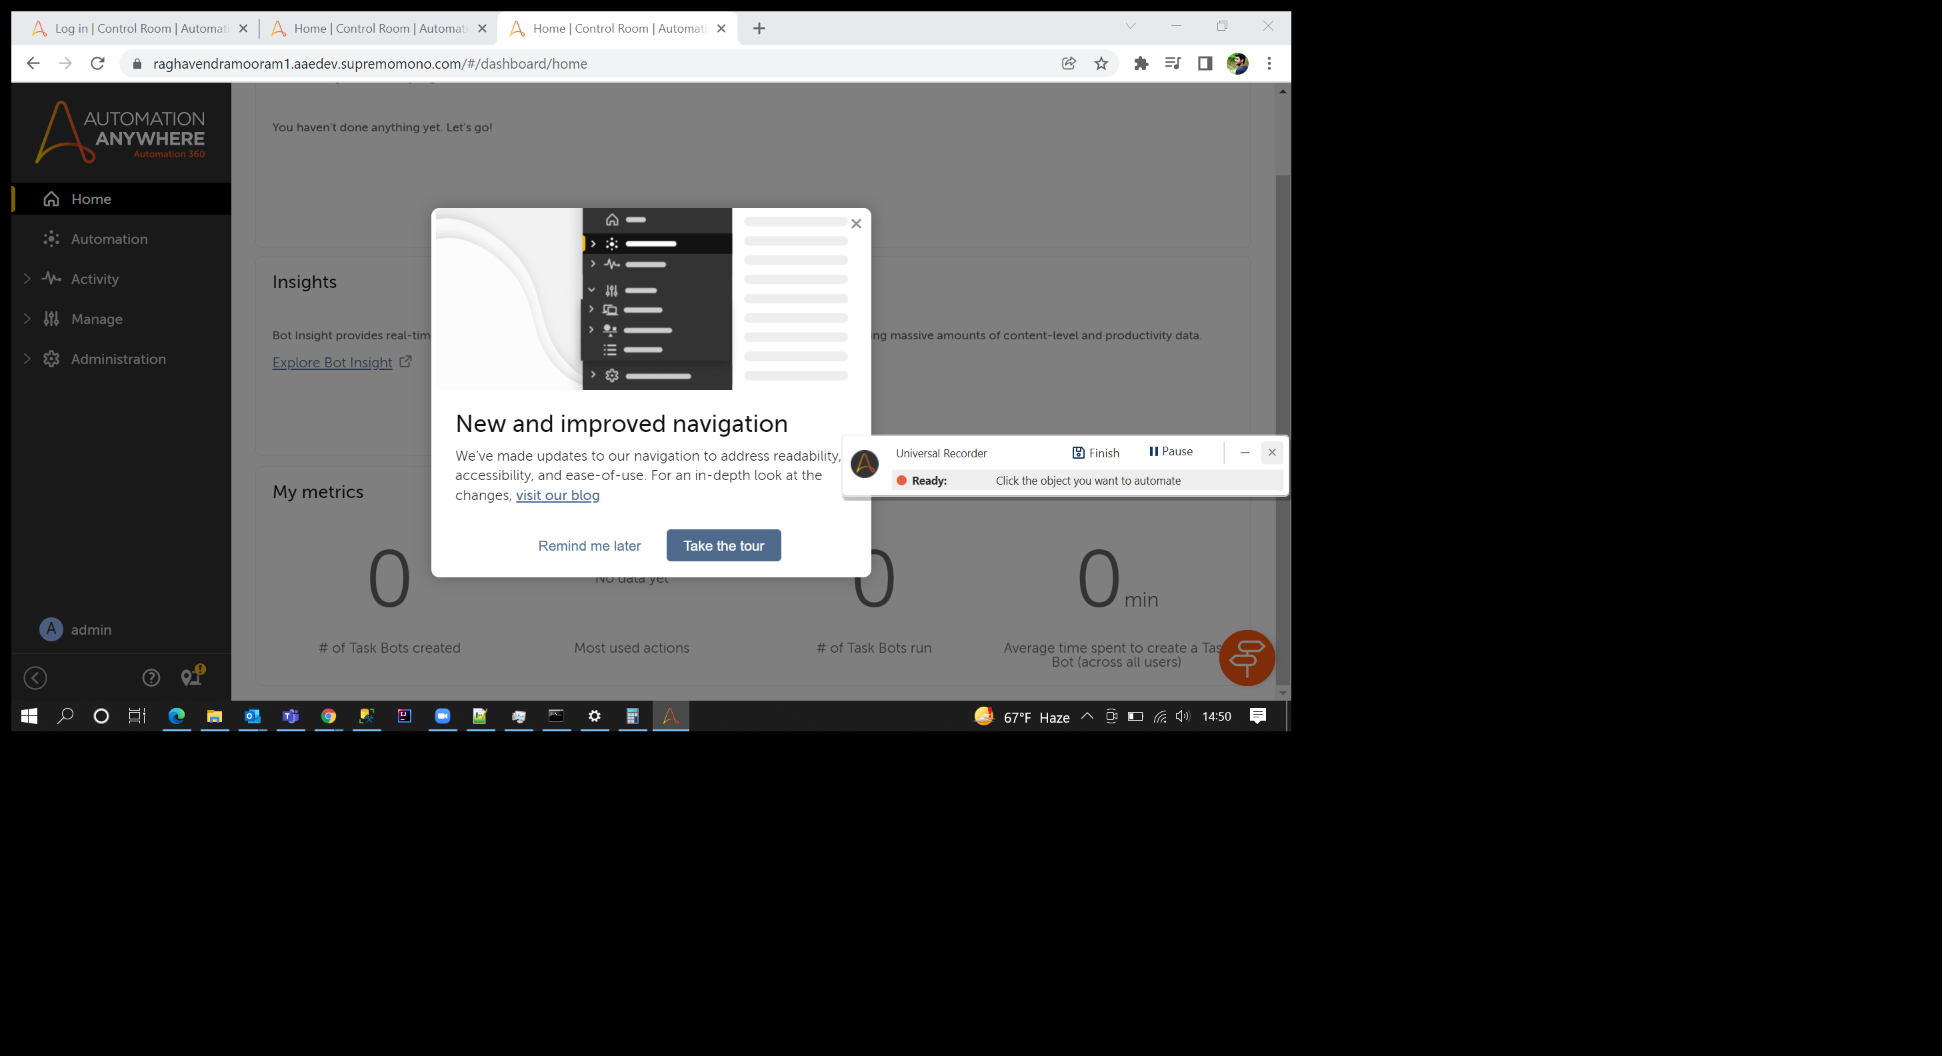 Log in | Control Room | Automati
Home | Control Room | Automati
Home | Control Room | Automati
raghavendramooram1.aaedev.supremomono.com/#/dashboard/home
AUTOMATION
ANYWHERE
Automation 360
Home
Automation
Activity
Manage
Administration
admin
A
You haven't done anything yet. Let's go!
Insights
Bot Insight provides real-tim
ng massive amounts of content-level and productivity data.
Explore Bot Insight
My metrics
0
# of Task Bots created
No data yet
Most used actions
0
# of Task Bots run
0 min
Average time spent to create a Tas
Bot (across all users)
New and improved navigation
We've made updates to our navigation to address readability,
accessibility, and ease-of-use. For an in-depth look at the
changes, visit our blog
Remind me later
Take the tour
Universal Recorder
Finish
Pause
Ready:
Click the object you want to automate
67°F Haze
14:50